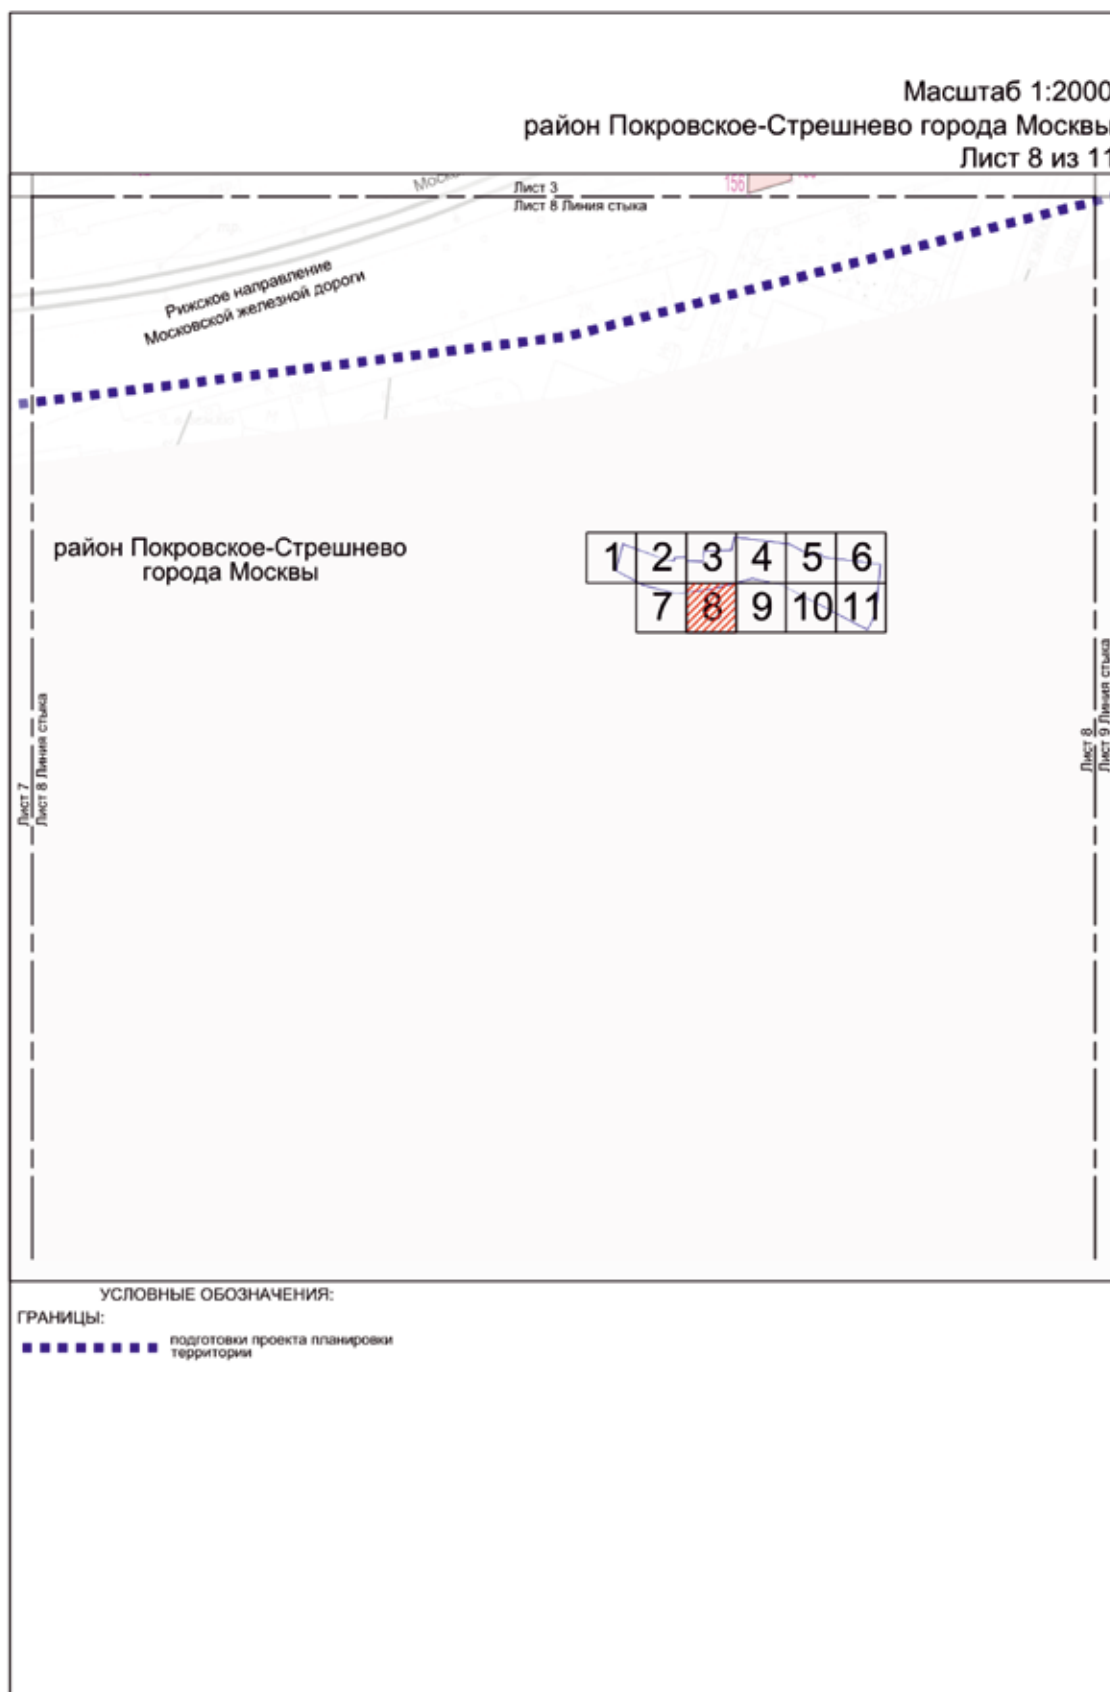 Масштаб 1:2000
район Покровское-Стрешнево города Москвы
Лист 8 из 11
156
Лист 3
Лист 8 Линия стыка
Рижское направление
Московской железной дороги
район Покровское-Стрешнево
города Москвы
1 2 3 4 5 6
7 8 9 10 11
Лист 7
Лист 8 Линия стыка
Лист 8
Лист 9 Линия стыка
УСЛОВНЫЕ ОБОЗНАЧЕНИЯ:
ГРАНИЦЫ:
подготовки проекта планировки
территории